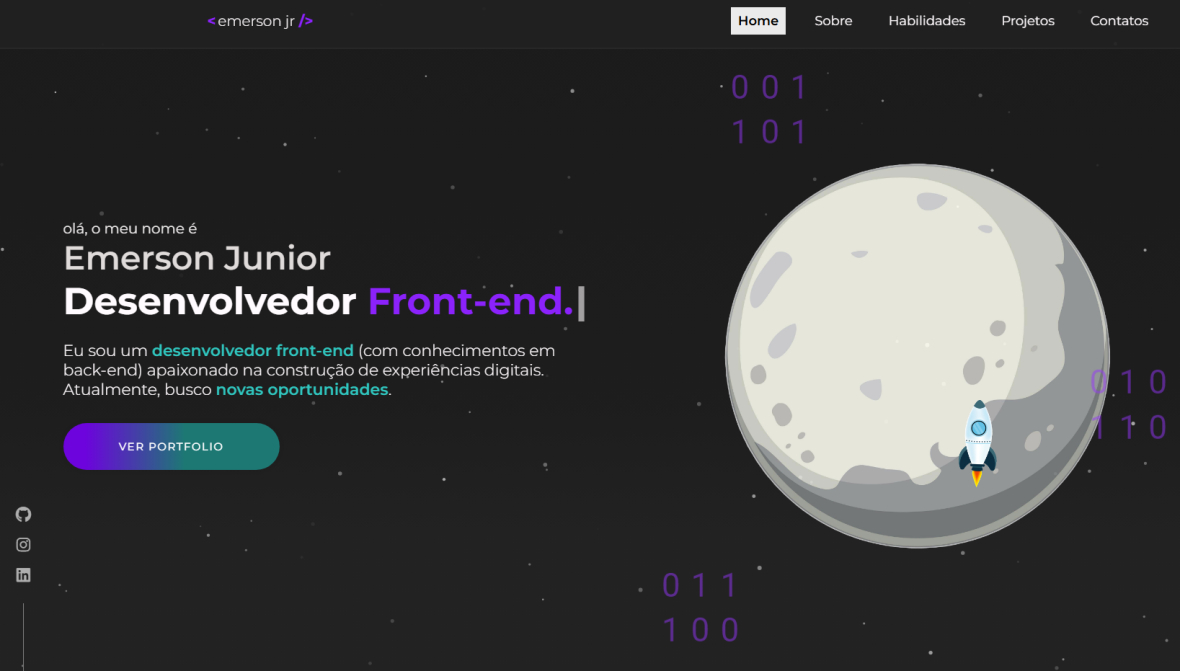 <emerson jr />
Home
Sobre
Habilidades
Projetos
Contatos
0 0 1
1 0 1
olá, o meu nome é
Emerson Junior
Desenvolvedor Front-end.|
Eu sou um desenvolvedor front-end (com conhecimentos em
back-end) apaixonado na construção de experiências digitais.
Atualmente, busco novas oportunidades.
VER PORTFOLIO
0 1 0
1 1 0
0 1 1
1 0 0